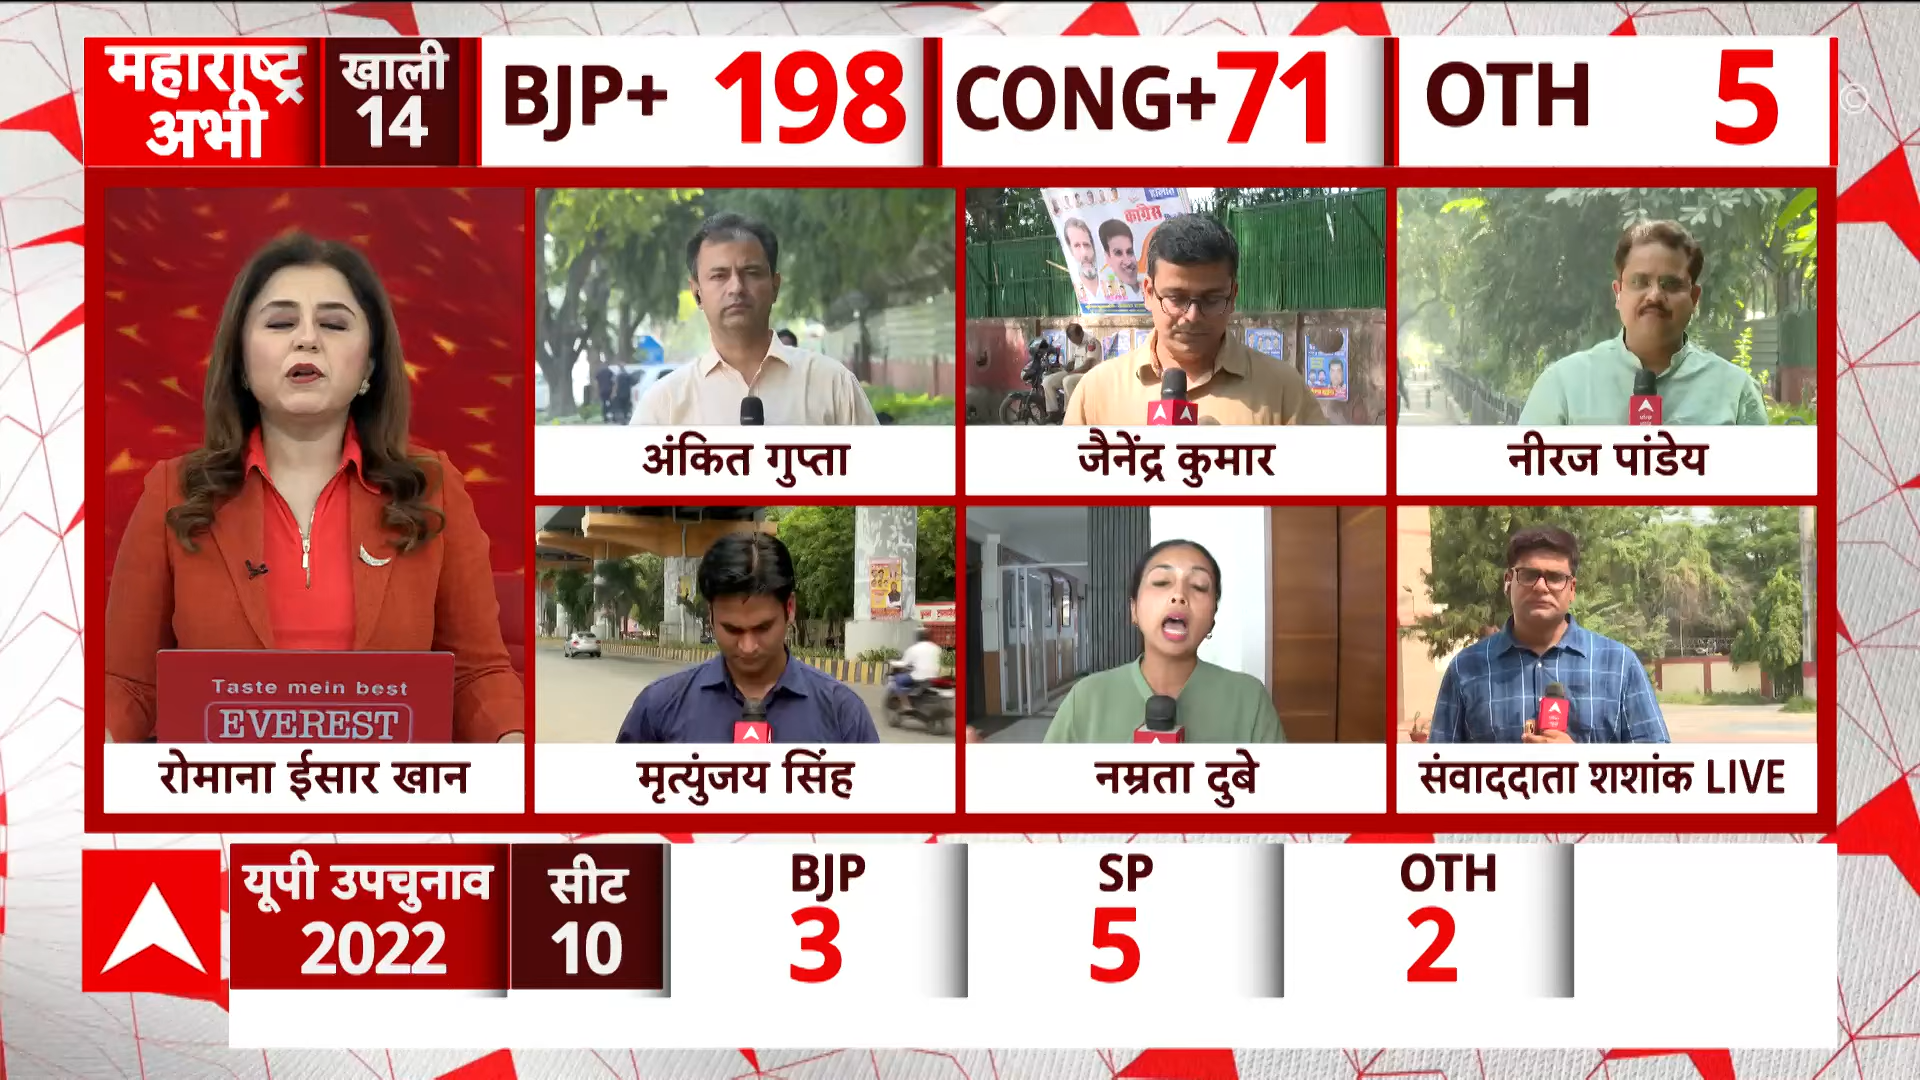 महाराष्ट्र
अभी
खाली
14
BJP+ 198
CONG+ 71
OTH 5
©
कांग्रेस
अंकित गुप्ता
जैनेंद्र कुमार
नीरज पांडेय
Taste mein best
EVEREST
रोमाना ईसार खान
मृत्युंजय सिंह
नम्रता दुबे
संवाददाता शशांक LIVE
यूपी उपचुनाव
2022
सीट
10
BJP
3
SP
5
OTH
2